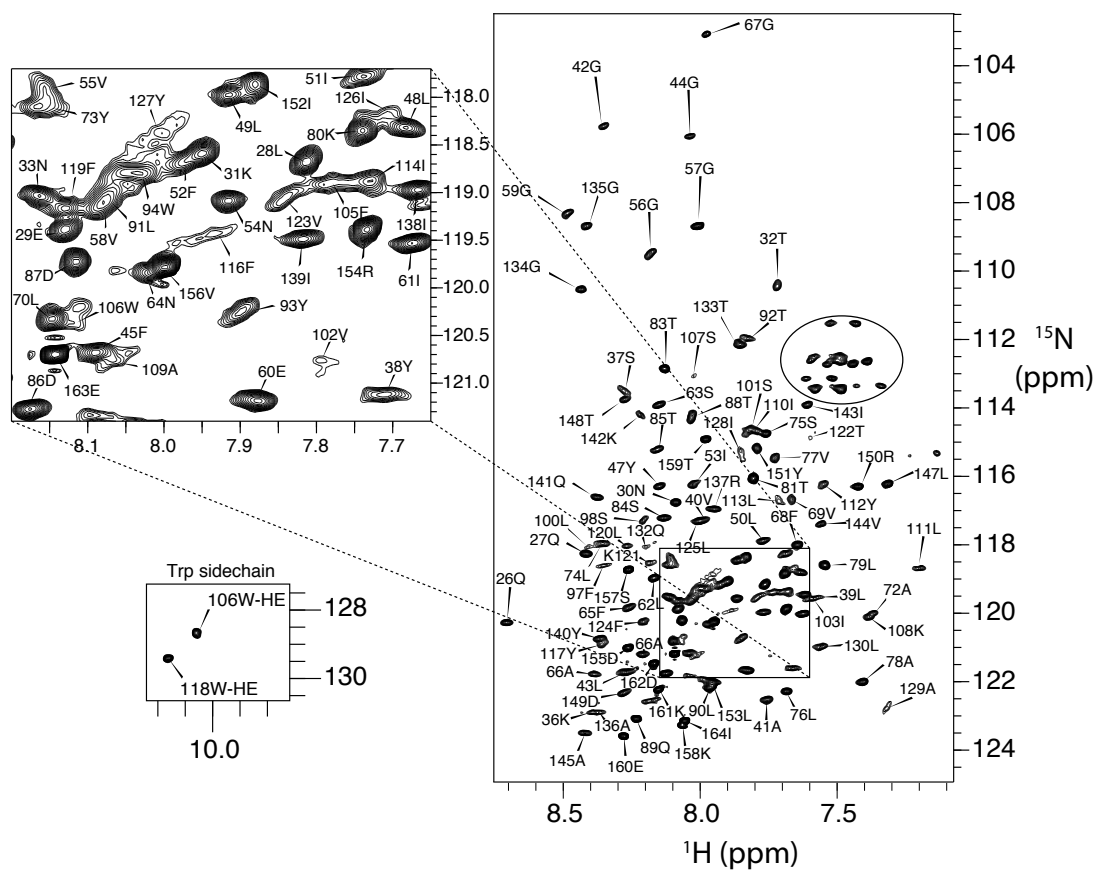 67G
104
42G
44G
106
57G
59G
135G
56G
108
32T
110
134G
133T
92T
83T
107S
112
15N
(ppm)
37S
63S
101S
110I
88T
143I
114
148T
85T
128I
75S
122T
142K
159T
53I
151Y
77V
150R
147L
116
47Y
137R
81T
141Q
30N
40V
113L
112Y
84S
69V
98S
50L
68F
144V
100L
120L
132Q
111L
27Q
K121
125L
118
74L
79L
26Q
97F
157S
62L
39L
72A
65F
103I
120
124F
108K
140Y
66A
130L
117Y
155D
66A
78A
43L
162D
122
149D
129A
36K
136A
161K
90L
153L
41A
76L
164I
145A
89Q
158K
124
160E
8.5
8.0
7.5
1H (ppm)
55V
51I
118.0
127Y
152I
126I
48L
73Y
49L
80K
118.5
33N
119F
28L
31K
114I
52F
119.0
94W
105F
91L
123V
29E
58V
54N
138I
119.5
87D
116F
139I
154R
61I
156V
120.0
70L
64N
106W
93Y
45F
102V
120.5
109A
38Y
163E
60E
86D
121.0
8.1
8.0
7.9
7.8
7.7
Trp sidechain
106W-HE
128
118W-HE
130
10.0